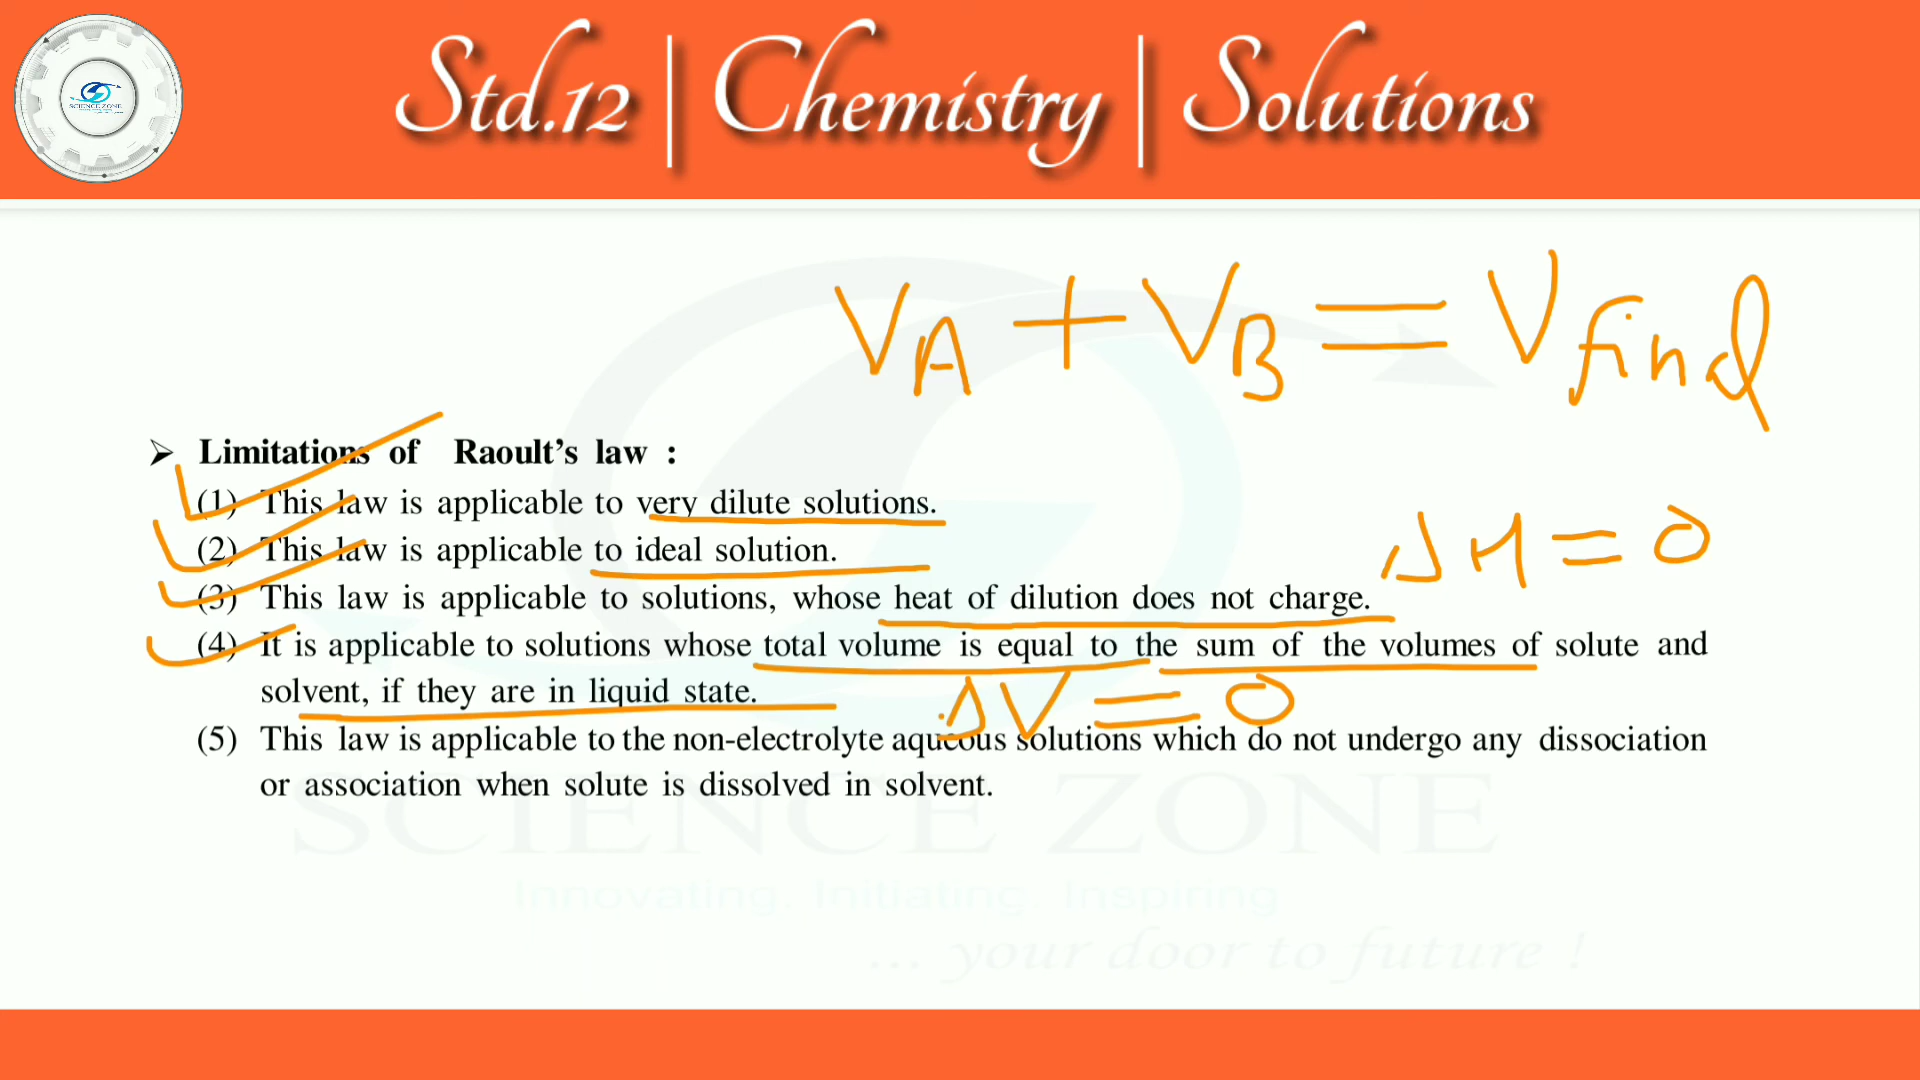 SCIENCE ZONE
Std.12 | Chemistry | Solutions
VA + VB = Vfind
➢ Limitations of Raoult's law :
(1) This law is applicable to very dilute solutions.
(2) This law is applicable to ideal solution.
ΔH = 0
(3) This law is applicable to solutions, whose heat of dilution does not charge.
(4) It is applicable to solutions whose total volume is equal to the sum of the volumes of solute and
solvent, if they are in liquid state.
ΔV = 0
(5) This law is applicable to the non-electrolyte aqueous solutions which do not undergo any dissociation
or association when solute is dissolved in solvent.
SCIENCE ZONE
Innovating. Initiating. Inspiring
... your door to future !